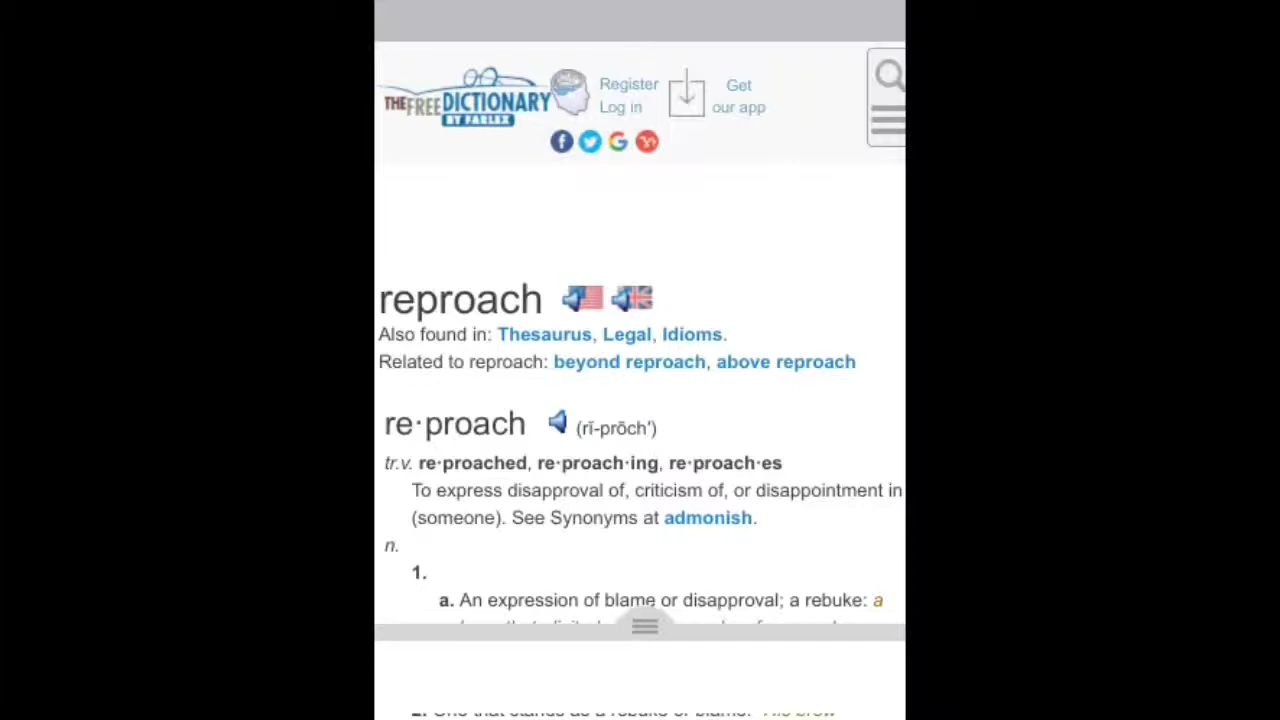 THEFREEDICTIONARY
BY FARLEX
Register
Log in
Get
our app
reproach
Also found in: Thesaurus, Legal, Idioms.
Related to reproach: beyond reproach, above reproach
re·proach (rĭ-prōch′)
tr.v. re·proached, re·proach·ing, re·proach·es
To express disapproval of, criticism of, or disappointment in
(someone). See Synonyms at admonish.
n.
1.
a. An expression of blame or disapproval; a rebuke: a